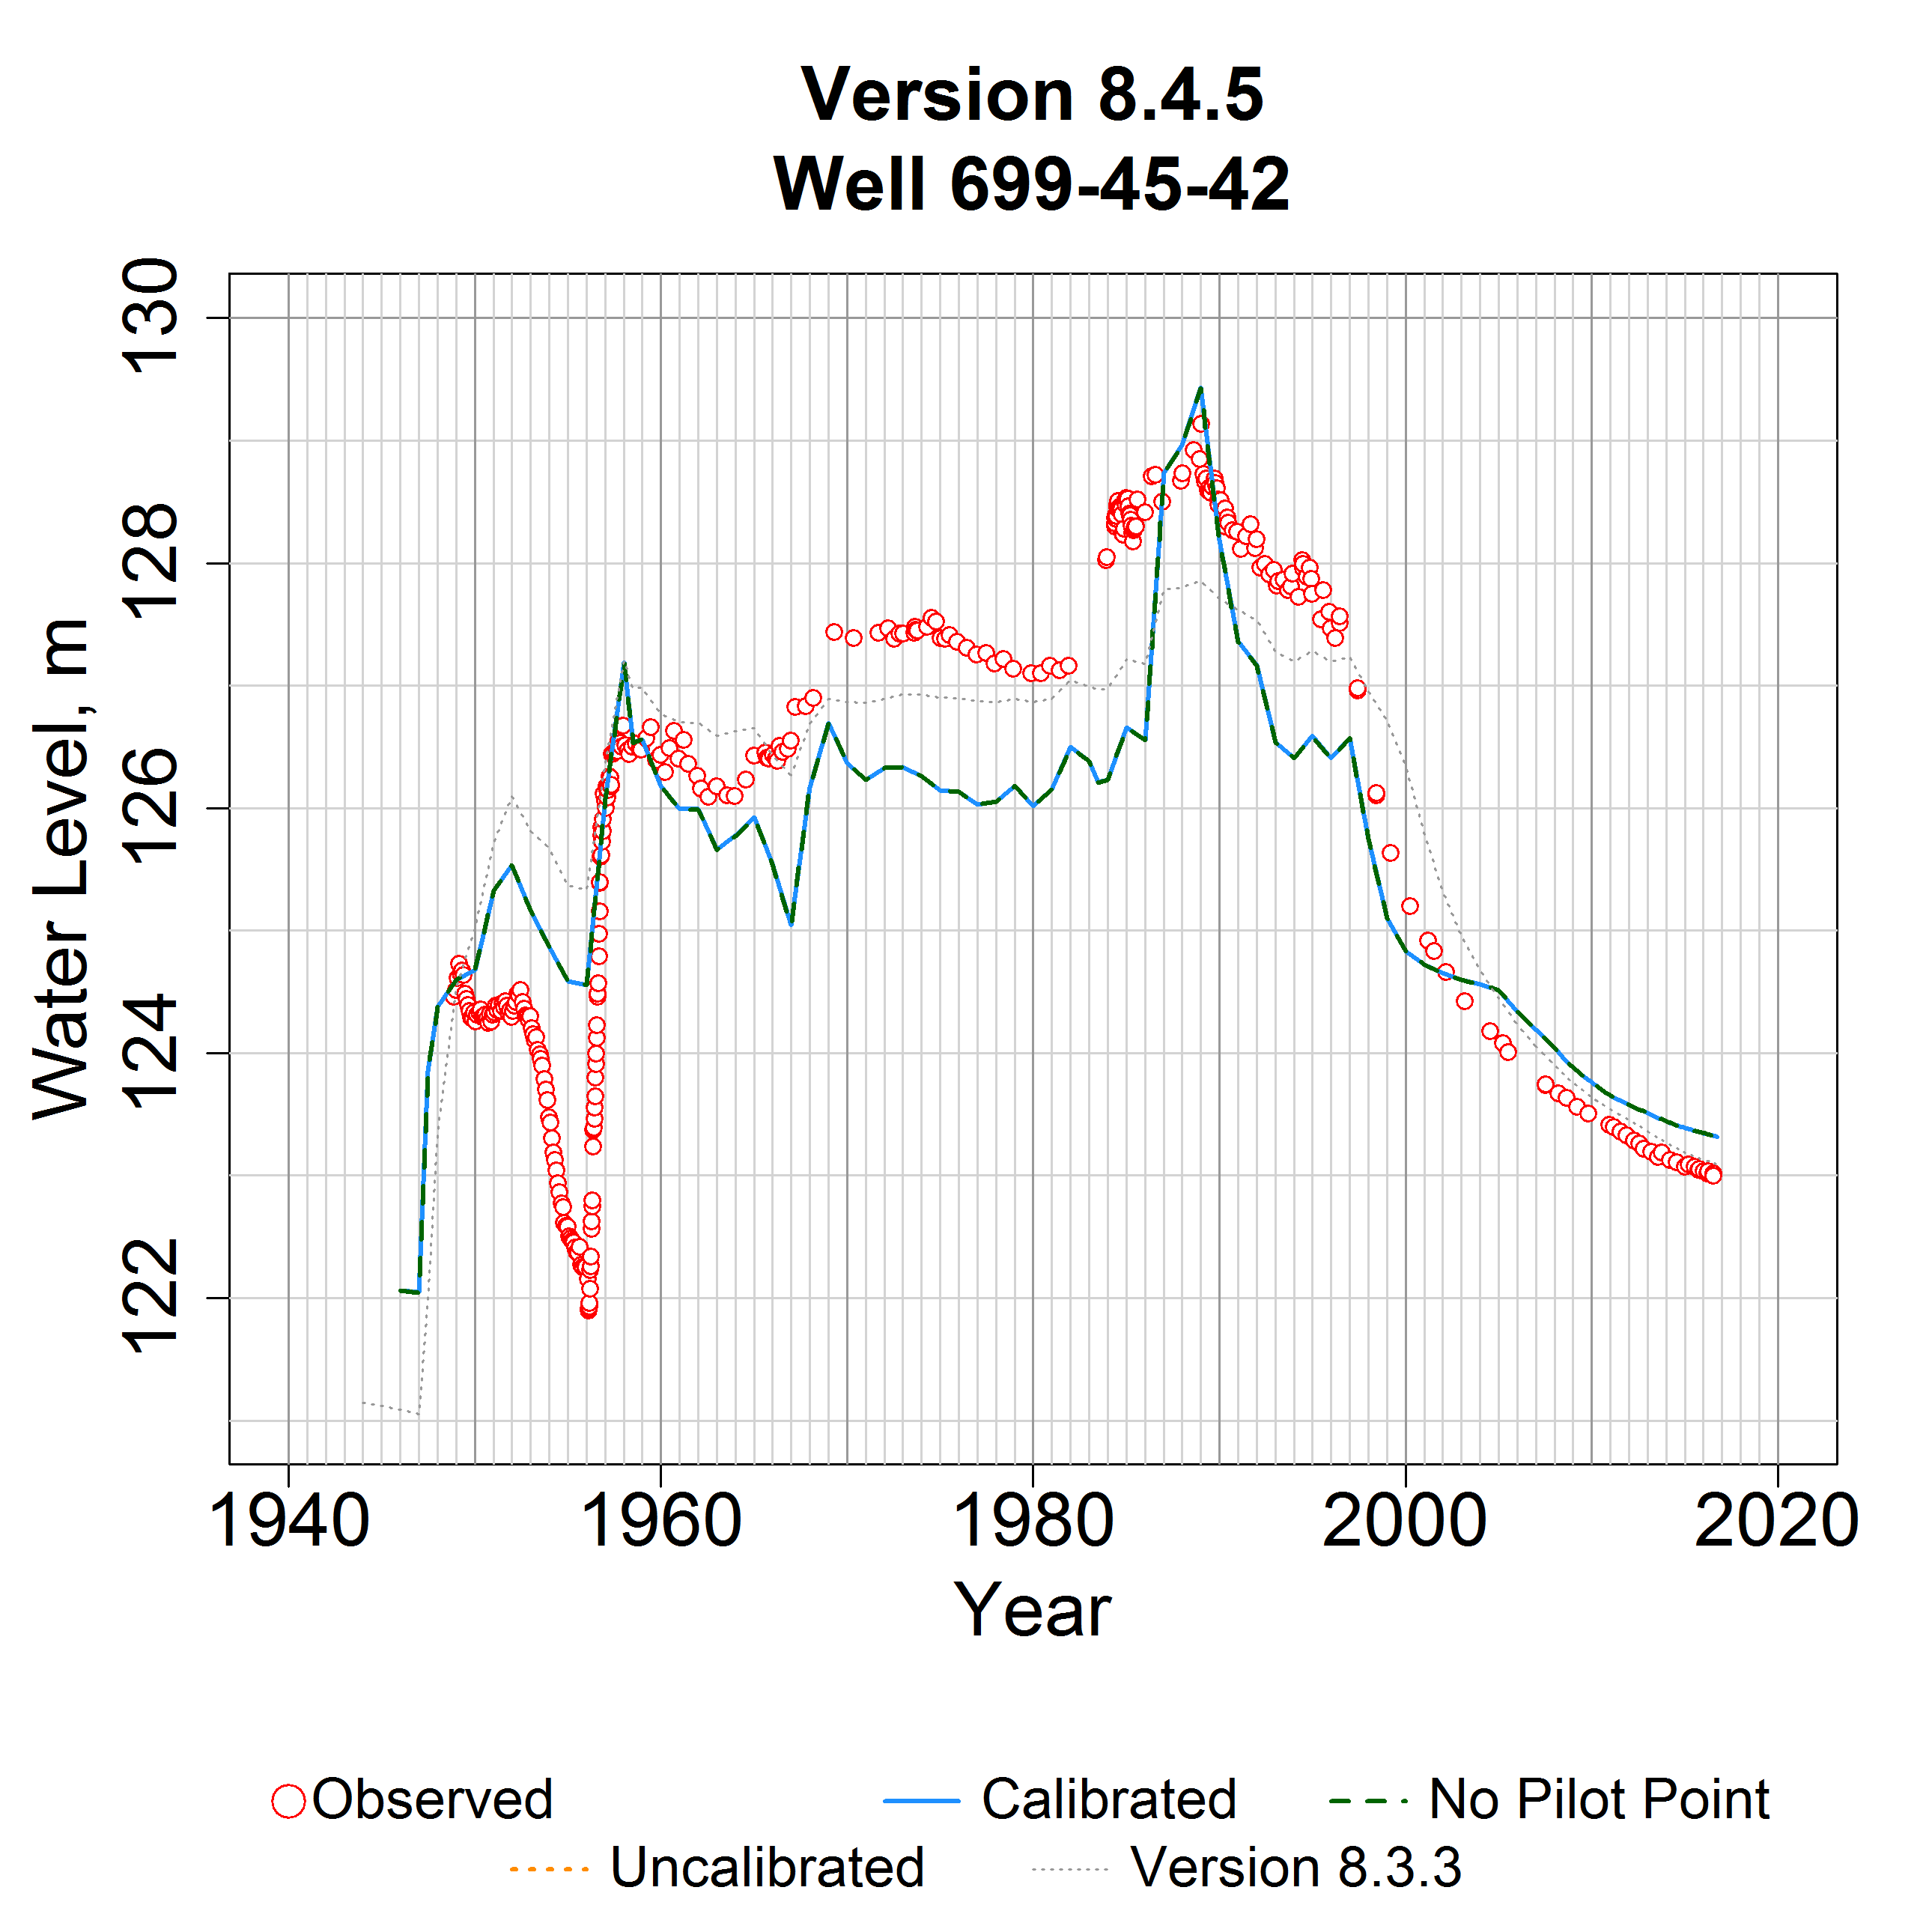 Version 8.4.5
Well 699-45-42
Water Level, m
130
128
126
124
122
1940 1960 1980 2000 2020
Year
Observed Calibrated No Pilot Point
Uncalibrated Version 8.3.3